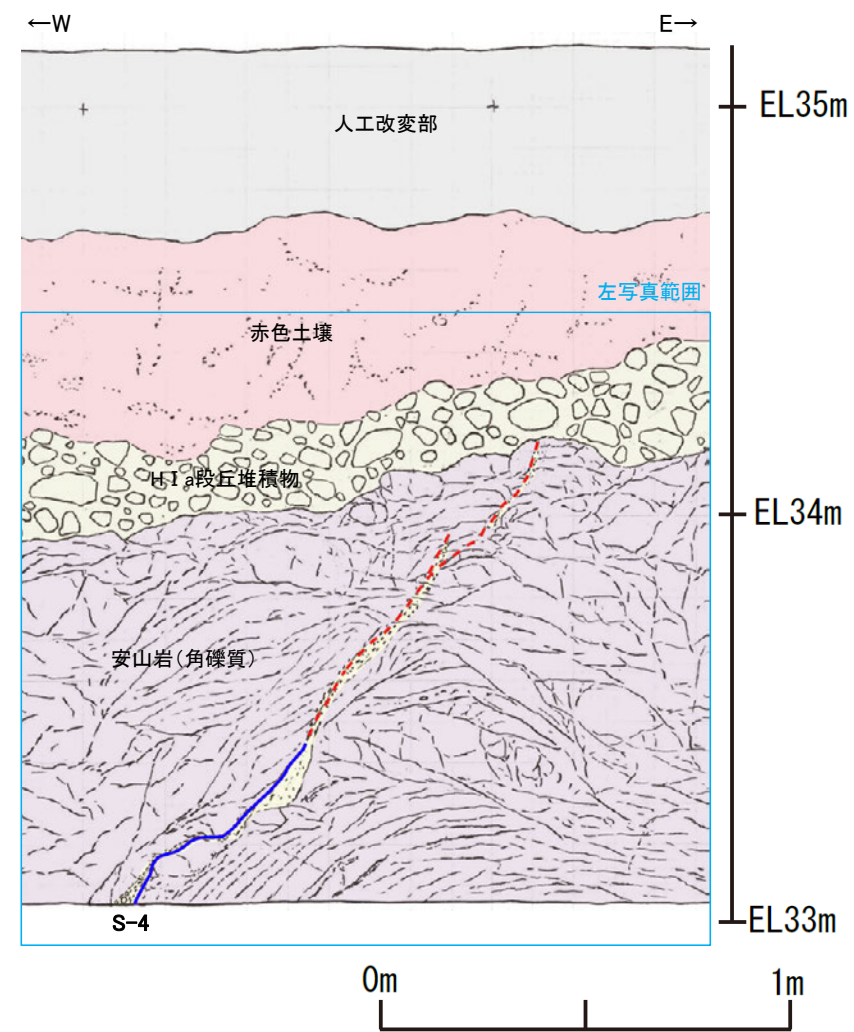 ←W
E→
EL35m
人工改変部
左写真範囲
赤色土壌
HⅠa段丘堆積物
EL34m
安山岩(角礫質)
EL33m
S-4
0m
1m